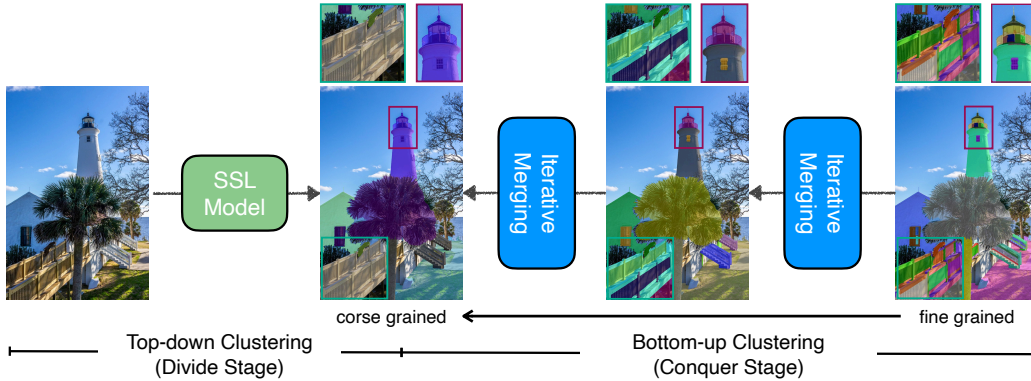 SSL
Model
Iterative
Merging
Iterative
Merging
corse grained
fine grained
Top-down Clustering
(Divide Stage)
Bottom-up Clustering
(Conquer Stage)